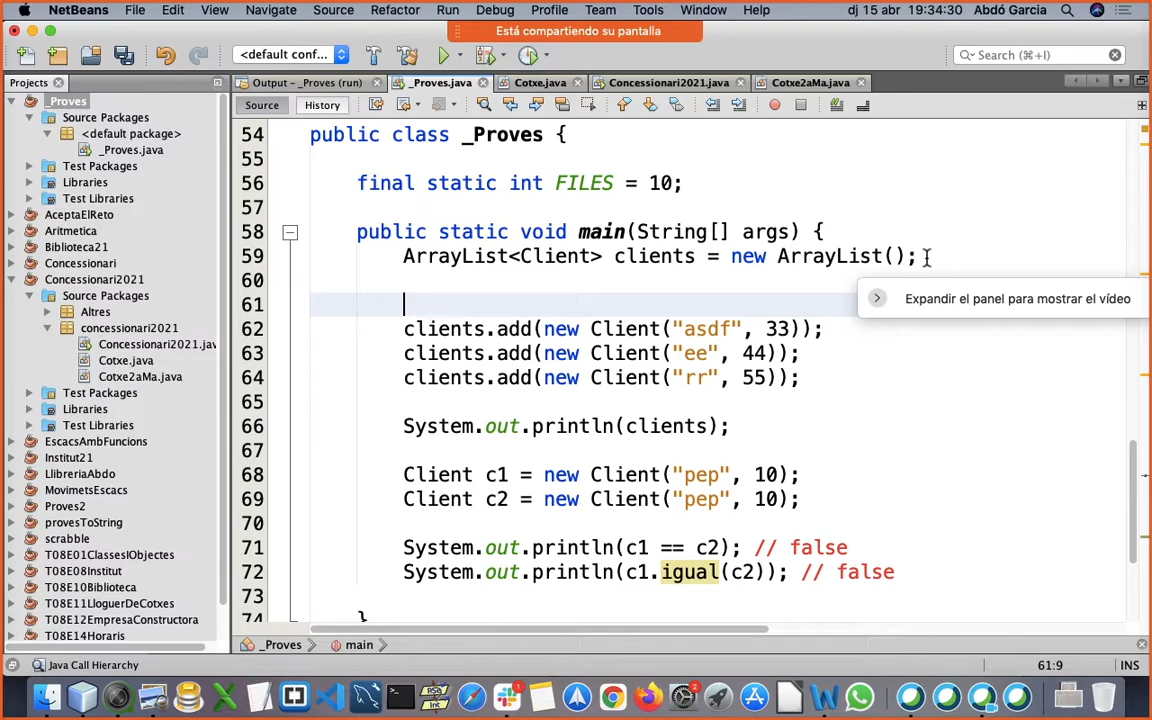 NetBeans File Edit View Navigate Source Refactor Run Debug Profile Team Tools Window Help dj 15 abr 19:34:30 Abdó Garcia
Está compartiendo su pantalla
<default conf... Search (⌘+I)
Projects Output - _Proves (run) _Proves.java Cotxe.java Concessionari2021.java Cotxe2aMa.java
Source History
_Proves
Source Packages
<default package>
_Proves.java
Test Packages
Libraries
Test Libraries
AceptaElReto
Aritmetica
Biblioteca21
Concessionari
Concessionari2021
Source Packages
Altres
concessionari2021
Concessionari2021.jav
Cotxe.java
Cotxe2aMa.java
Test Packages
Libraries
Test Libraries
EscacsAmbFuncions
Institut21
LlibreriaAbdo
MovimetsEscacs
Proves2
provesToString
scrabble
T08E01ClassesIObjectes
T08E08Institut
T08E10Biblioteca
T08E11LloguerDeCotxes
T08E12EmpresaConstructora
T08E14Horaris
54 public class _Proves {
55
56 final static int FILES = 10;
57
58 public static void main(String[] args) {
59 ArrayList<Client> clients = new ArrayList();
60
Expandir el panel para mostrar el vídeo
61
62 clients.add(new Client("asdf", 33));
63 clients.add(new Client("ee", 44));
64 clients.add(new Client("rr", 55));
65
66 System.out.println(clients);
67
68 Client c1 = new Client("pep", 10);
69 Client c2 = new Client("pep", 10);
70
71 System.out.println(c1 == c2); // false
72 System.out.println(c1.igual(c2)); // false
73
74 }
_Proves main
Java Call Hierarchy 61:9 INS